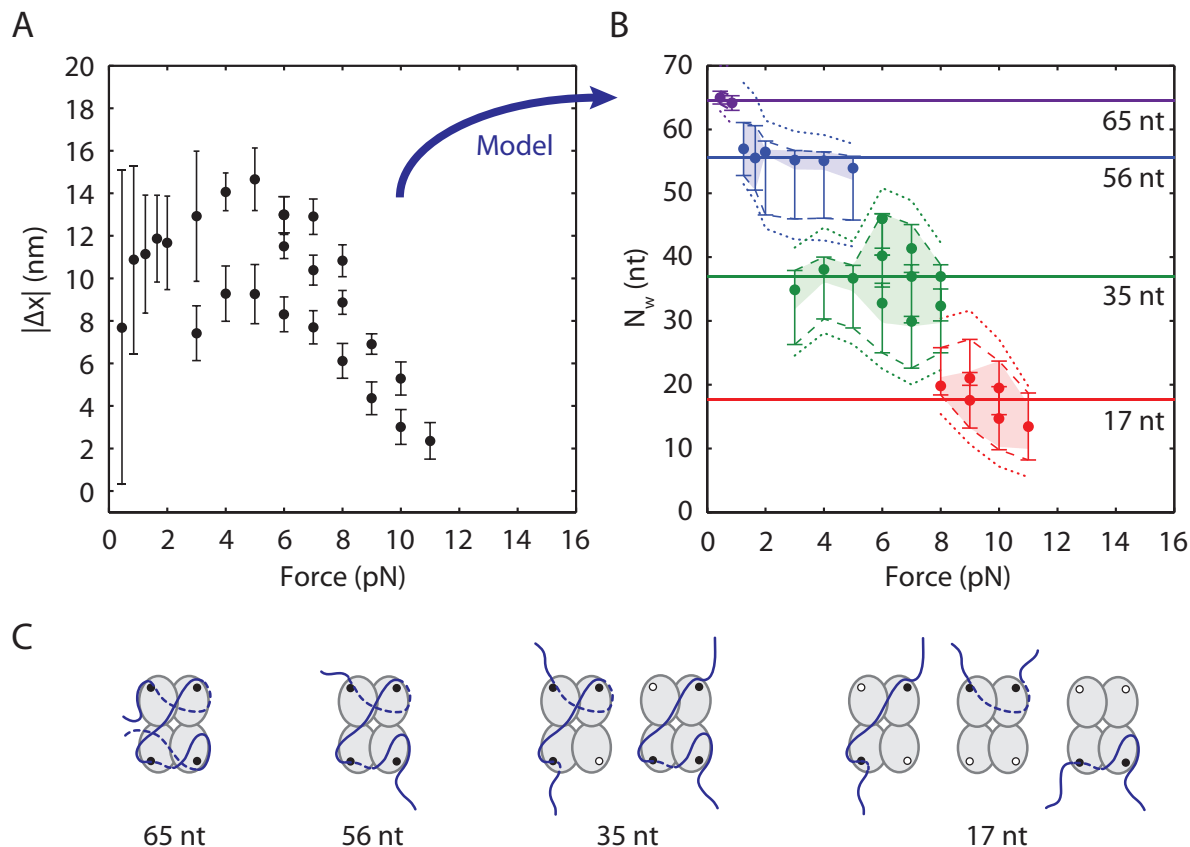 A
B
20
18
16
14
12
10
8
6
4
2
0
|Δx| (nm)
0 2 4 6 8 10 12 14 16
Force (pN)
Model
70
60
50
40
30
20
10
0
N_w (nt)
65 nt
56 nt
35 nt
17 nt
0 2 4 6 8 10 12 14 16
Force (pN)
C
65 nt 56 nt 35 nt 17 nt